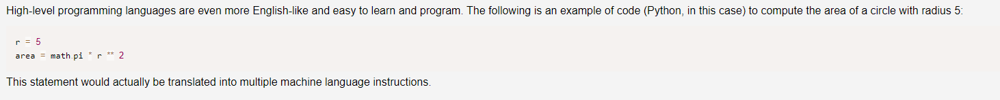 High-level programming languages are even more English-like and easy to learn and program. The following is an example of code (Python, in this case) to compute the area of a circle with radius 5:
r = 5
area = math.pi * r ** 2
This statement would actually be translated into multiple machine language instructions.